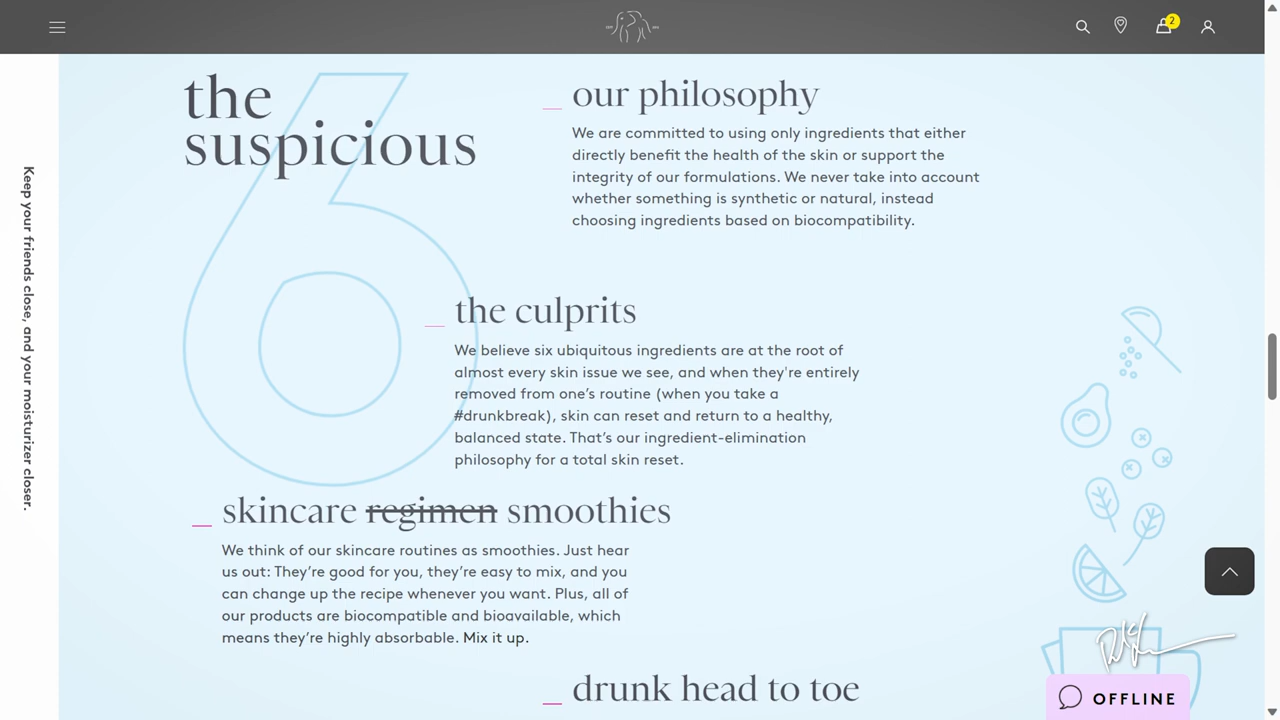 2
the
suspicious
6
our philosophy
We are committed to using only ingredients that either
directly benefit the health of the skin or support the
integrity of our formulations. We never take into account
whether something is synthetic or natural, instead
choosing ingredients based on biocompatibility.
Keep your friends close, and your moisturizer closer.
the culprits
We believe six ubiquitous ingredients are at the root of
almost every skin issue we see, and when they're entirely
removed from one’s routine (when you take a
#drunkbreak), skin can reset and return to a healthy,
balanced state. That’s our ingredient-elimination
philosophy for a total skin reset.
skincare regimen smoothies
We think of our skincare routines as smoothies. Just hear
us out: They’re good for you, they’re easy to mix, and you
can change up the recipe whenever you want. Plus, all of
our products are biocompatible and bioavailable, which
means they’re highly absorbable. Mix it up.
drunk head to toe
OFFLINE